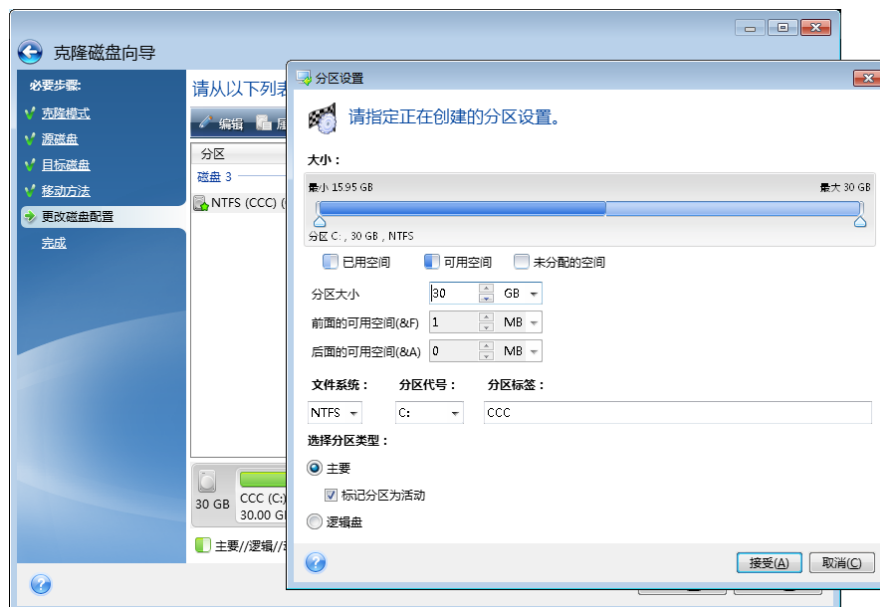 克隆磁盘向导
必要步骤:
克隆模式
源磁盘
目标磁盘
移动方法
更改磁盘配置
完成
请从以下列表
编辑
分区
磁盘 3
NTFS (CCC) (
30 GB
CCC (C:)
30.00 G
主要//逻辑//
分区设置
请指定正在创建的分区设置。
大小：
最小 15.95 GB 最大 30 GB
分区 C: , 30 GB , NTFS
已用空间 可用空间 未分配的空间
分区大小 30 GB
前面的可用空间(&F) 1 MB
后面的可用空间(&A) 0 MB
文件系统： 分区代号： 分区标签：
NTFS C: CCC
选择分区类型：
主要
标记分区为活动
逻辑盘
接受(A) 取消(C)